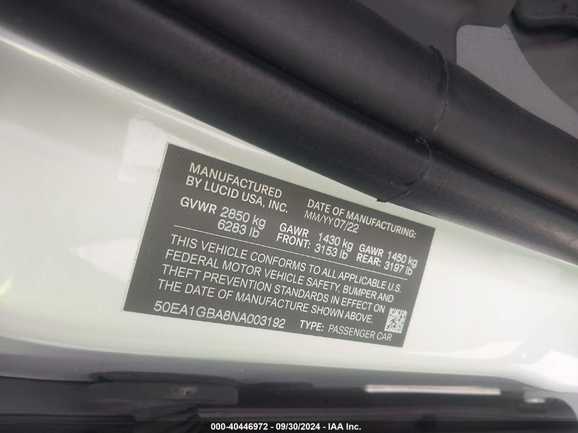 MANUFACTURED
BY LUCID USA, INC.
DATE OF MANUFACTURING:
MM/YY 07/22
GVWR 2850 kg
6283 lb
GAWR 1430 kg
FRONT: 3153 lb
GAWR 1450 kg
REAR: 3197 lb
THIS VEHICLE CONFORMS TO ALL APPLICABLE U.S.
FEDERAL MOTOR VEHICLE SAFETY, BUMPER AND
THEFT PREVENTION STANDARDS IN EFFECT ON
THE DATE OF MANUFACTURE SHOWN ABOVE.
50EA1GBA8NA003192
TYPE: PASSENGER CAR
000-40446972 - 09/30/2024 - IAA Inc.